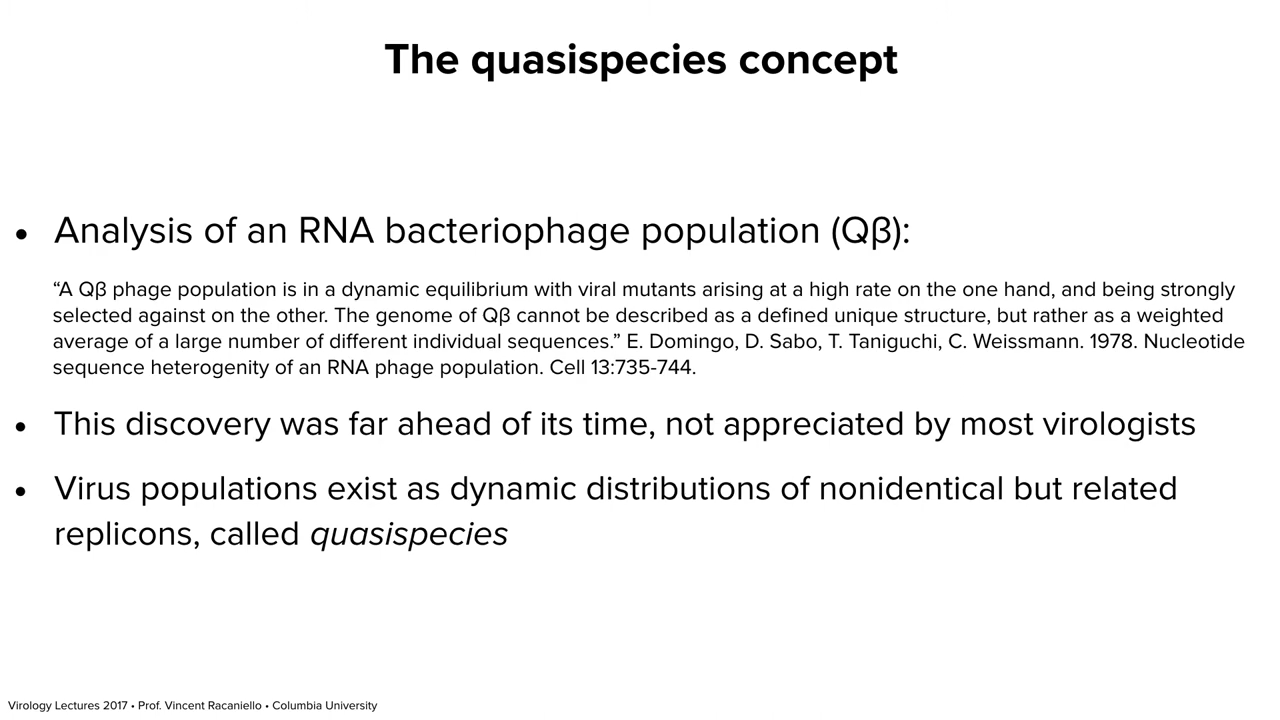 The quasispecies concept
• Analysis of an RNA bacteriophage population (Qβ):
“A Qβ phage population is in a dynamic equilibrium with viral mutants arising at a high rate on the one hand, and being strongly
selected against on the other. The genome of Qβ cannot be described as a defined unique structure, but rather as a weighted
average of a large number of different individual sequences.” E. Domingo, D. Sabo, T. Taniguchi, C. Weissmann. 1978. Nucleotide
sequence heterogenity of an RNA phage population. Cell 13:735-744.
• This discovery was far ahead of its time, not appreciated by most virologists
• Virus populations exist as dynamic distributions of nonidentical but related
replicons, called quasispecies
Virology Lectures 2017 • Prof. Vincent Racaniello • Columbia University